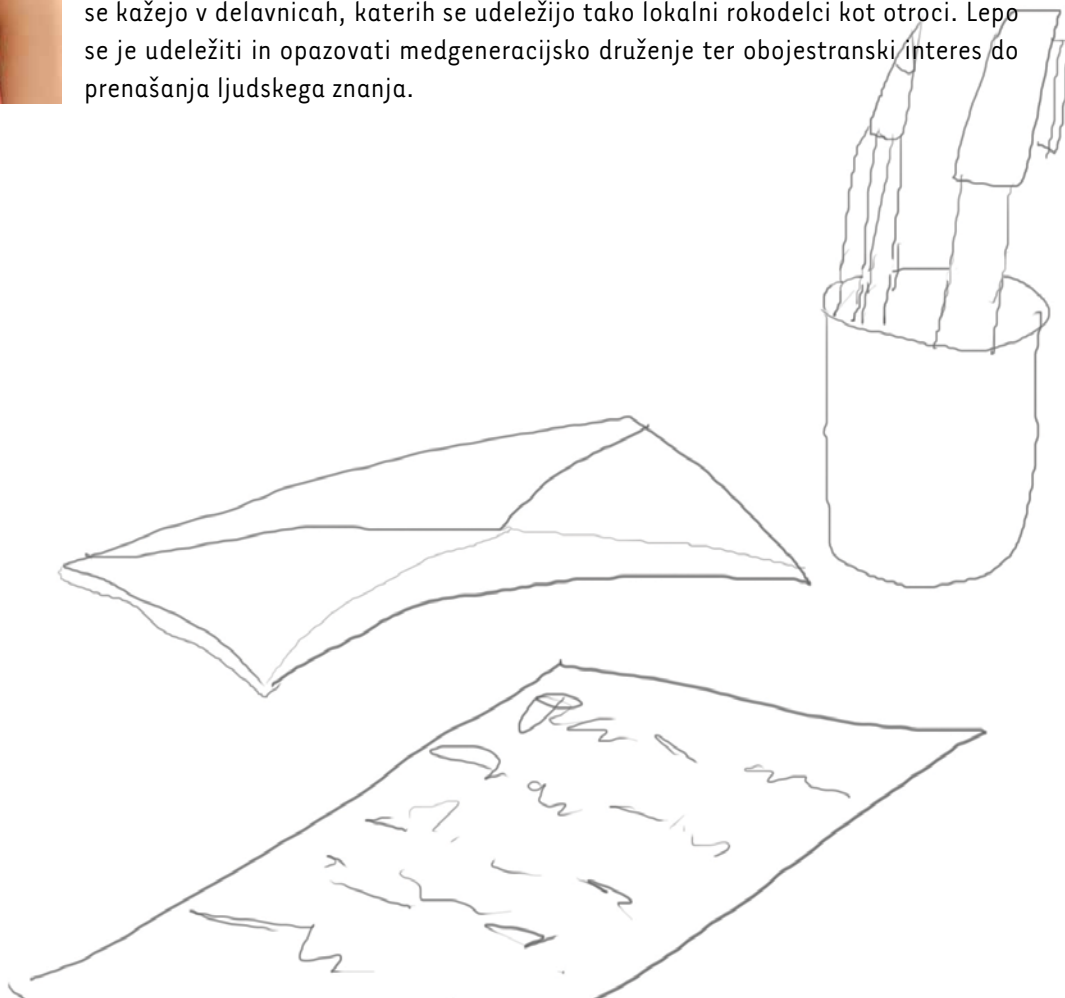 se kažejo v delavnicah, katerih se udeležijo tako lokalni rokodelci kot otroci. Lepo
se je udeležiti in opazovati medgeneracijsko druženje ter obojestranski interes do
prenašanja ljudskega znanja.